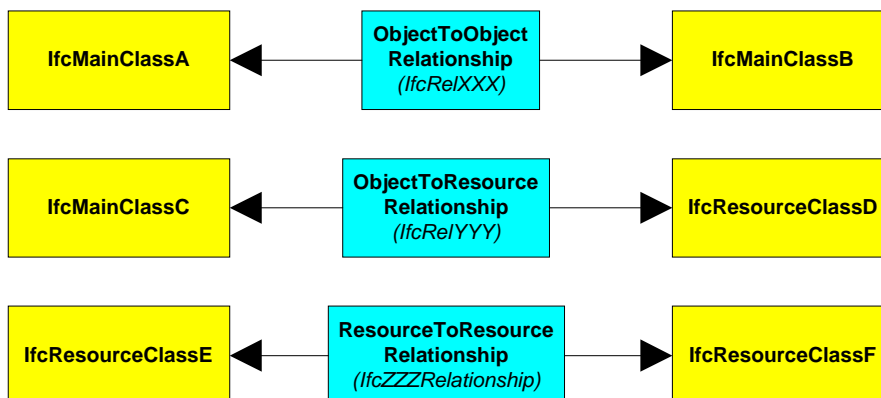 IfcMainClassA
ObjectToObject
Relationship
(IfcRelXXX)
IfcMainClassB
IfcMainClassC
ObjectToResource
Relationship
(IfcRelYYY)
IfcResourceClassD
IfcResourceClassE
ResourceToResource
Relationship
(IfcZZZRelationship)
IfcResourceClassF